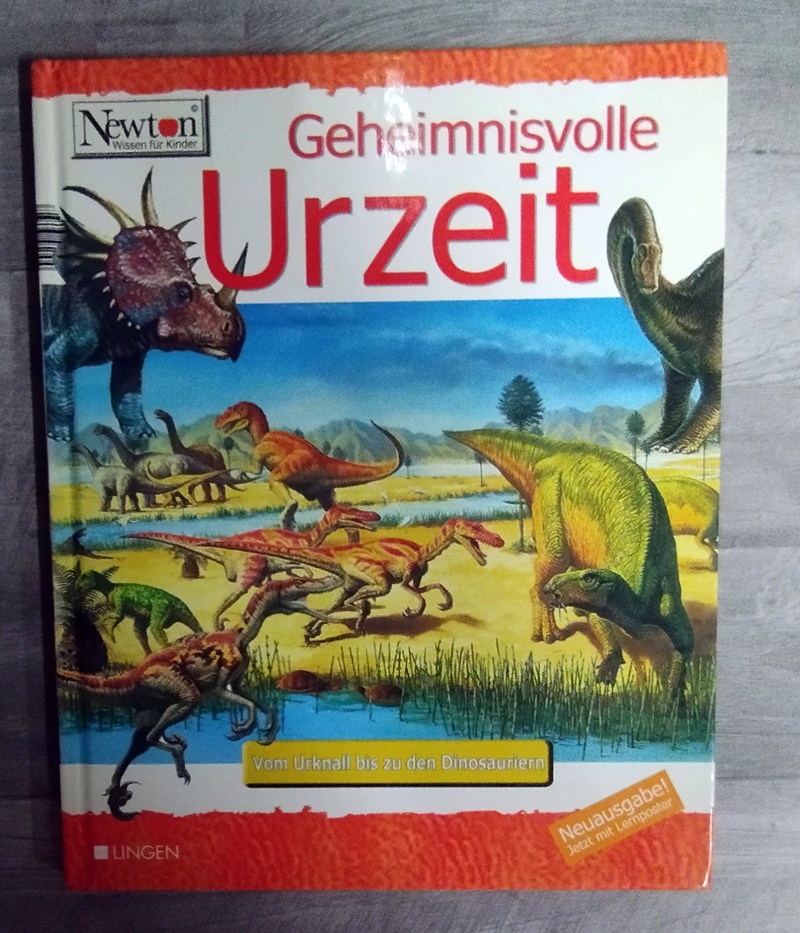 Newton©
Wissen für Kinder
Geheimnisvolle
Urzeit
Vom Urknall bis zu den Dinosauriern
Neuausgabe!
Jetzt mit Lernposter
LINGEN